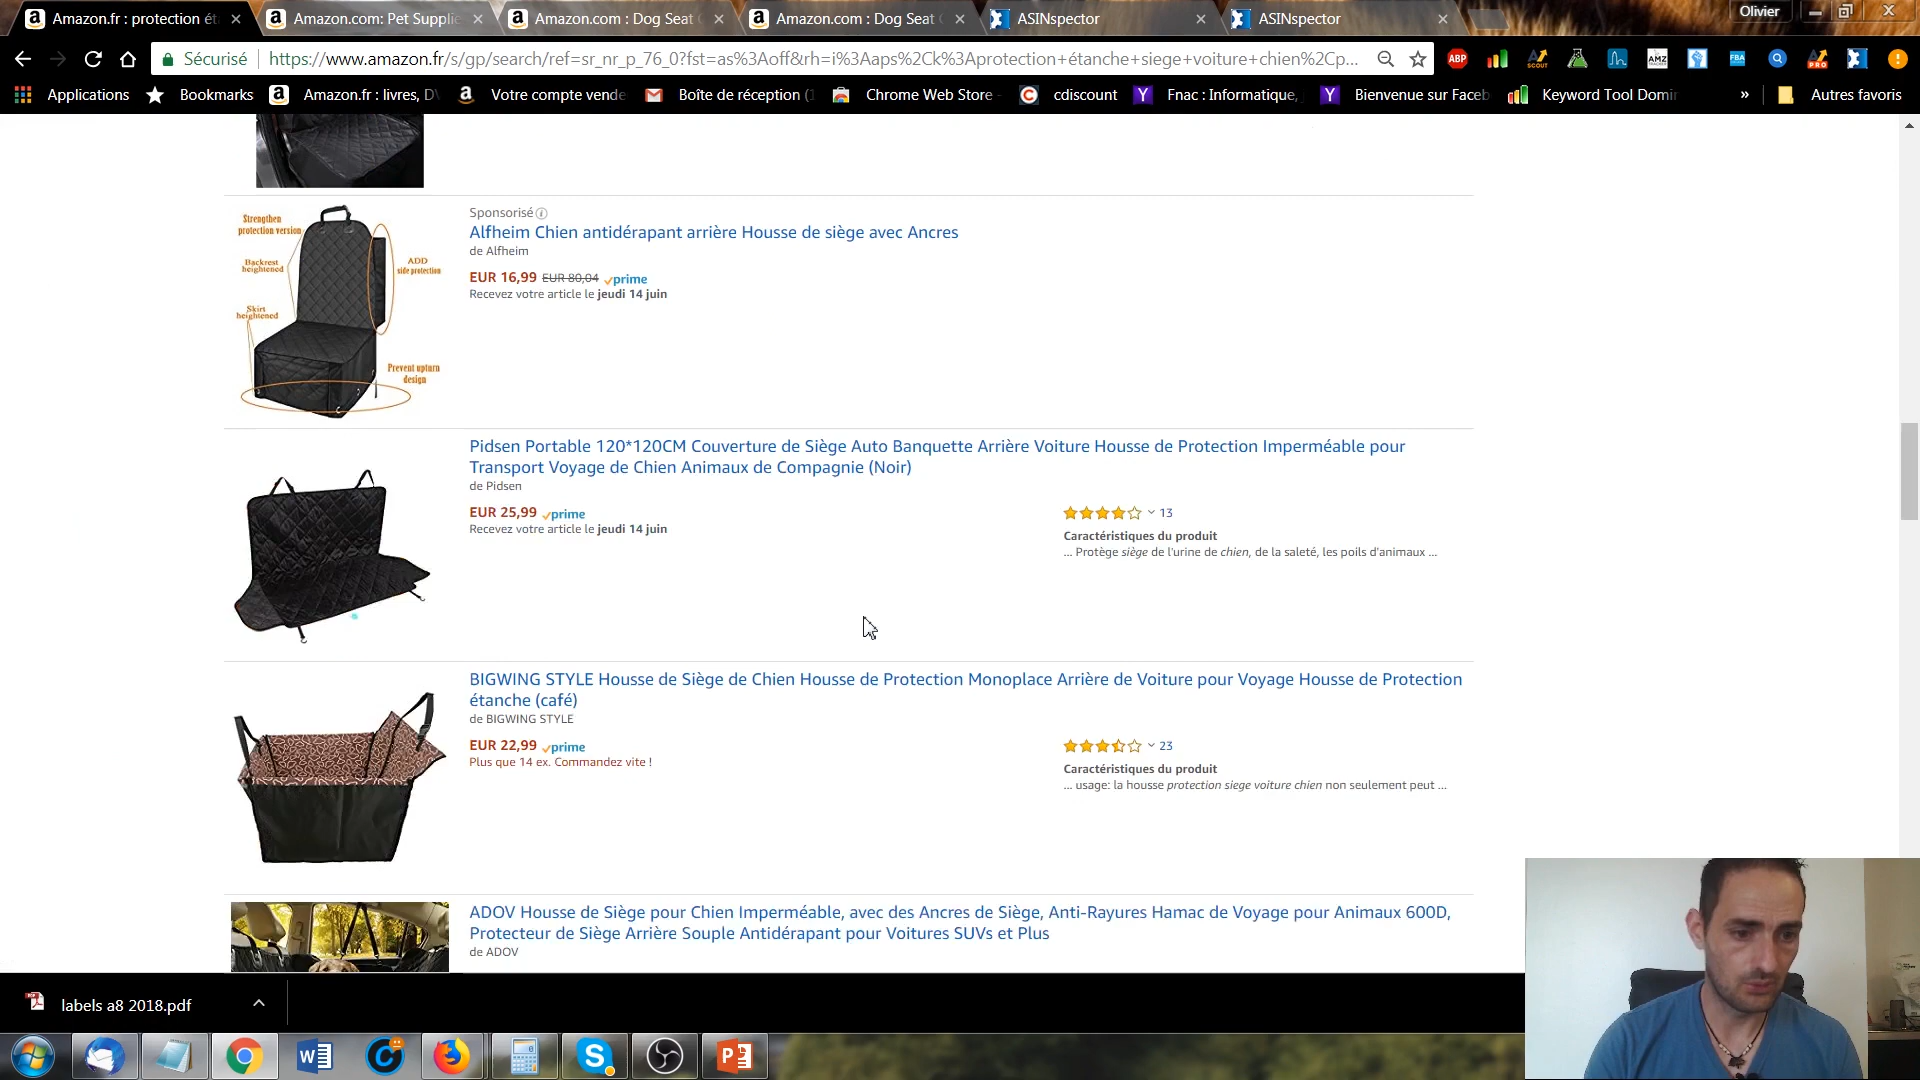 Amazon.fr : protection ét
Amazon.com: Pet Supplie
Amazon.com : Dog Seat C
Amazon.com : Dog Seat C
ASINspector
ASINspector
Olivier
Sécurisé
https://www.amazon.fr/s/gp/search/ref=sr_nr_p_76_0?fst=as%3Aoff&rh=i%3Aaps%2Ck%3Aprotection+étanche+siege+voiture+chien%2Cp...
Applications
Bookmarks
Amazon.fr : livres, DV
Votre compte vende
Boîte de réception (1
Chrome Web Store -
cdiscount
Fnac : Informatique,
Bienvenue sur Faceb
Keyword Tool Domin
»
Autres favoris
Strengthen
protection version
Backrest
heightened
ADD
side protection
Skirt
heightened
Prevent upturn
design
Sponsorisé
Alfheim Chien antidérapant arrière Housse de siège avec Ancres
de Alfheim
EUR 16,99 EUR 80,04 prime
Recevez votre article le jeudi 14 juin
Pidsen Portable 120*120CM Couverture de Siège Auto Banquette Arrière Voiture Housse de Protection Imperméable pour
Transport Voyage de Chien Animaux de Compagnie (Noir)
de Pidsen
EUR 25,99 prime
Recevez votre article le jeudi 14 juin
13
Caractéristiques du produit
... Protège siège de l'urine de chien, de la saleté, les poils d'animaux ...
BIGWING STYLE Housse de Siège de Chien Housse de Protection Monoplace Arrière de Voiture pour Voyage Housse de Protection
étanche (café)
de BIGWING STYLE
EUR 22,99 prime
Plus que 14 ex. Commandez vite !
23
Caractéristiques du produit
... usage: la housse protection siege voiture chien non seulement peut ...
ADOV Housse de Siège pour Chien Imperméable, avec des Ancres de Siège, Anti-Rayures Hamac de Voyage pour Animaux 600D,
Protecteur de Siège Arrière Souple Antidérapant pour Voitures SUVs et Plus
de ADOV
labels a8 2018.pdf